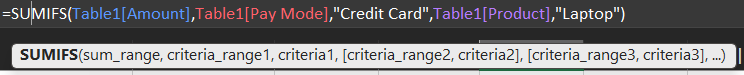 =SUMIFS(Table1[Amount],Table1[Pay Mode],"Credit Card",Table1[Product],"Laptop")
SUMIFS(sum_range, criteria_range1, criteria1, [criteria_range2, criteria2], [criteria_range3, criteria3], ...)